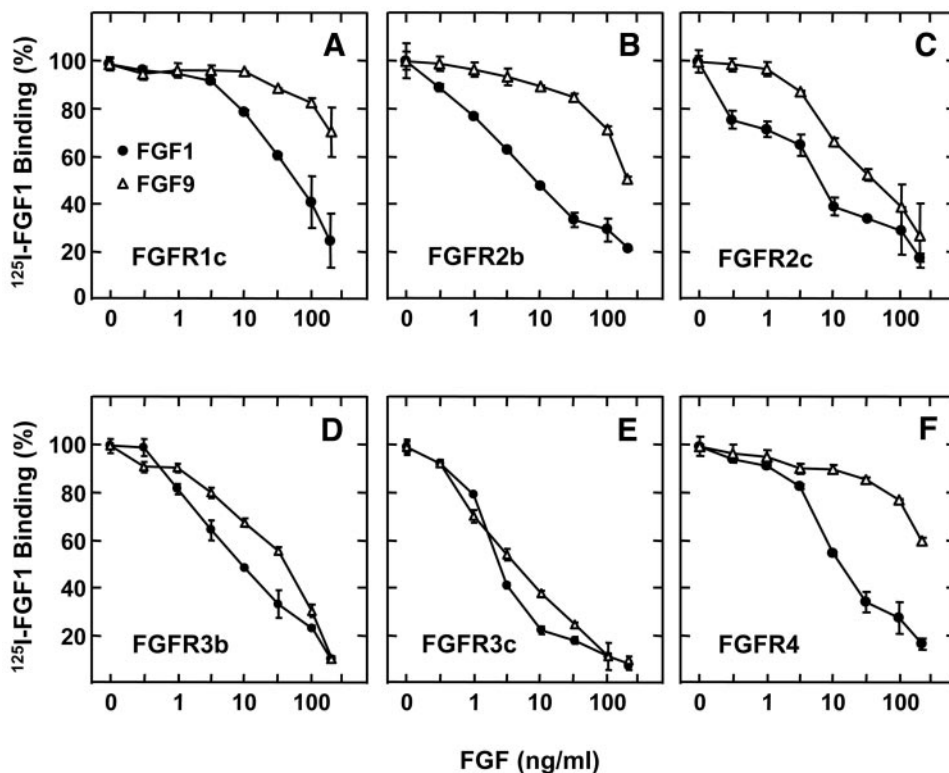 A
B
C
¹²⁵I-FGF1 Binding (%)
100
80
60
40
20
0
FGF1
FGF9
FGFR1c
FGFR2b
FGFR2c
0 1 10 100
0 1 10 100
0 1 10 100
D
E
F
¹²⁵I-FGF1 Binding (%)
100
80
60
40
20
FGFR3b
FGFR3c
FGFR4
0 1 10 100
0 1 10 100
0 1 10 100
FGF (ng/ml)